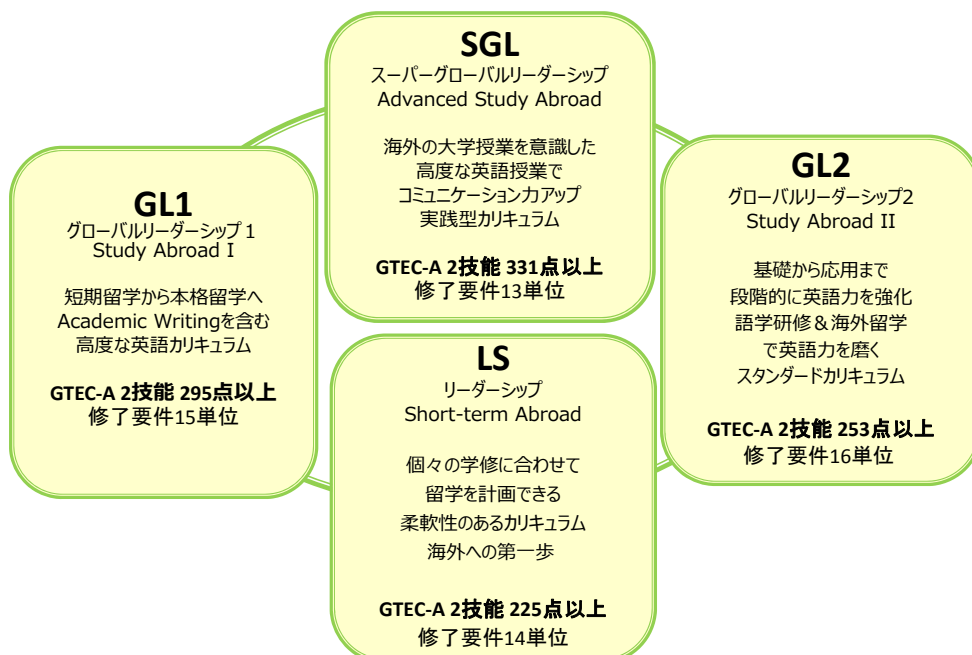 SGL
スーパーグローバルリーダーシップ
Advanced Study Abroad
海外の大学授業を意識した
高度な英語授業で
コミュニケーション力アップ
実践型カリキュラム
GTEC-A 2技能 331点以上
修了要件13単位
GL1
グローバルリーダーシップ１
Study Abroad I
短期留学から本格留学へ
Academic Writingを含む
高度な英語カリキュラム
GTEC-A 2技能 295点以上
修了要件15単位
GL2
グローバルリーダーシップ2
Study Abroad II
基礎から応用まで
段階的に英語力を強化
語学研修＆海外留学
で英語力を磨く
スタンダードカリキュラム
GTEC-A 2技能 253点以上
修了要件16単位
LS
リーダーシップ
Short-term Abroad
個々の学修に合わせて
留学を計画できる
柔軟性のあるカリキュラム
海外への第一歩
GTEC-A 2技能 225点以上
修了要件14単位